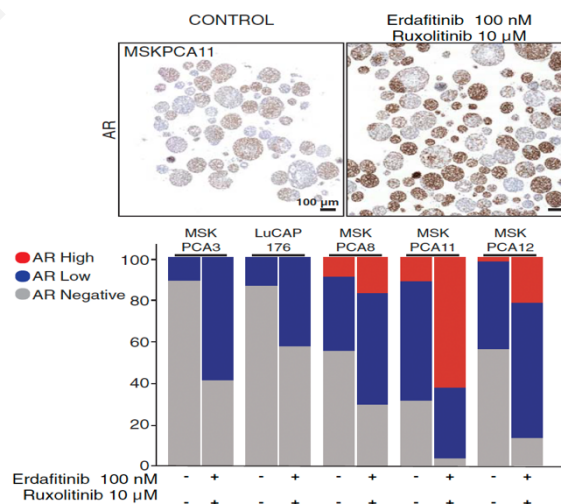 CONTROL
Erdafitinib 100 nM
Ruxolitinib 10 µM
MSKPCA11
AR
100 µm
MSK PCA3
LuCAP 176
MSK PCA8
MSK PCA11
MSK PCA12
AR High
AR Low
AR Negative
100
80
60
40
20
0
Erdafitinib 100 nM - + - + - + - + - +
Ruxolitinib 10 µM - + - + - + - + - +